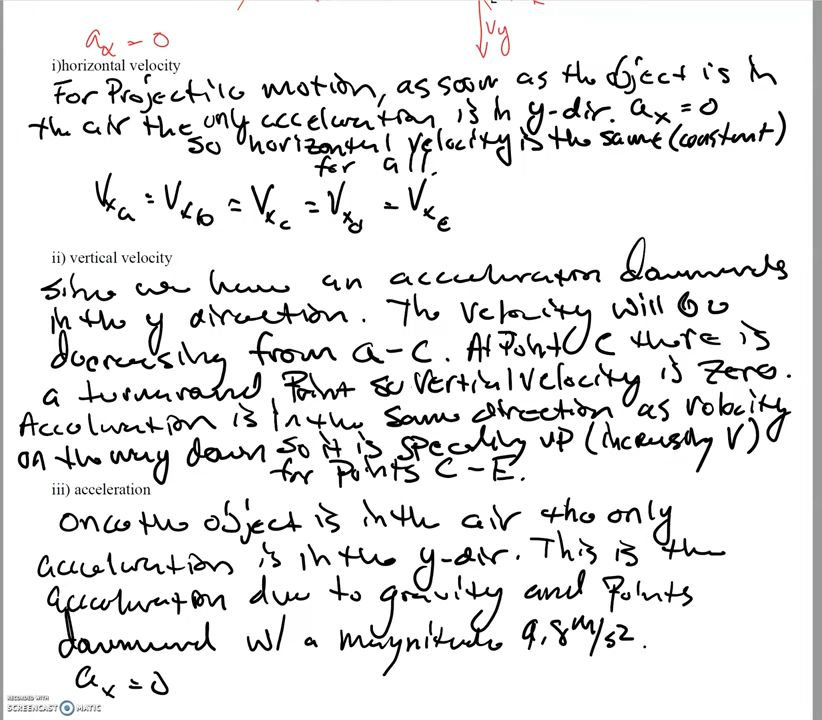 Vy
ax = 0
i)horizontal velocity
For Projectile motion, as soon as the object is in
the air the only acceleration is in y-dir. ax = 0
so horizontal velocity is the same (constant)
for all.
Vxa = Vxb = Vxc = Vxd = Vxe
ii) vertical velocity
Since we have an acceleration downwards
in the y direction. The velocity will be
decreasing from a-c. At Point C there is
a turnaround Point so vertical velocity is zero.
Acceleration is in the same direction as velocity
on the way down so it is speeding up (increasing V)
for Points C-E.
iii) acceleration
Once the object is in the air the only
acceleration is in the y-dir. This is the
acceleration due to gravity and Points
downward w/ a magnitude 9.8 m/s2.
ax = 0
RECORDED WITH
SCREENCAST MATIC